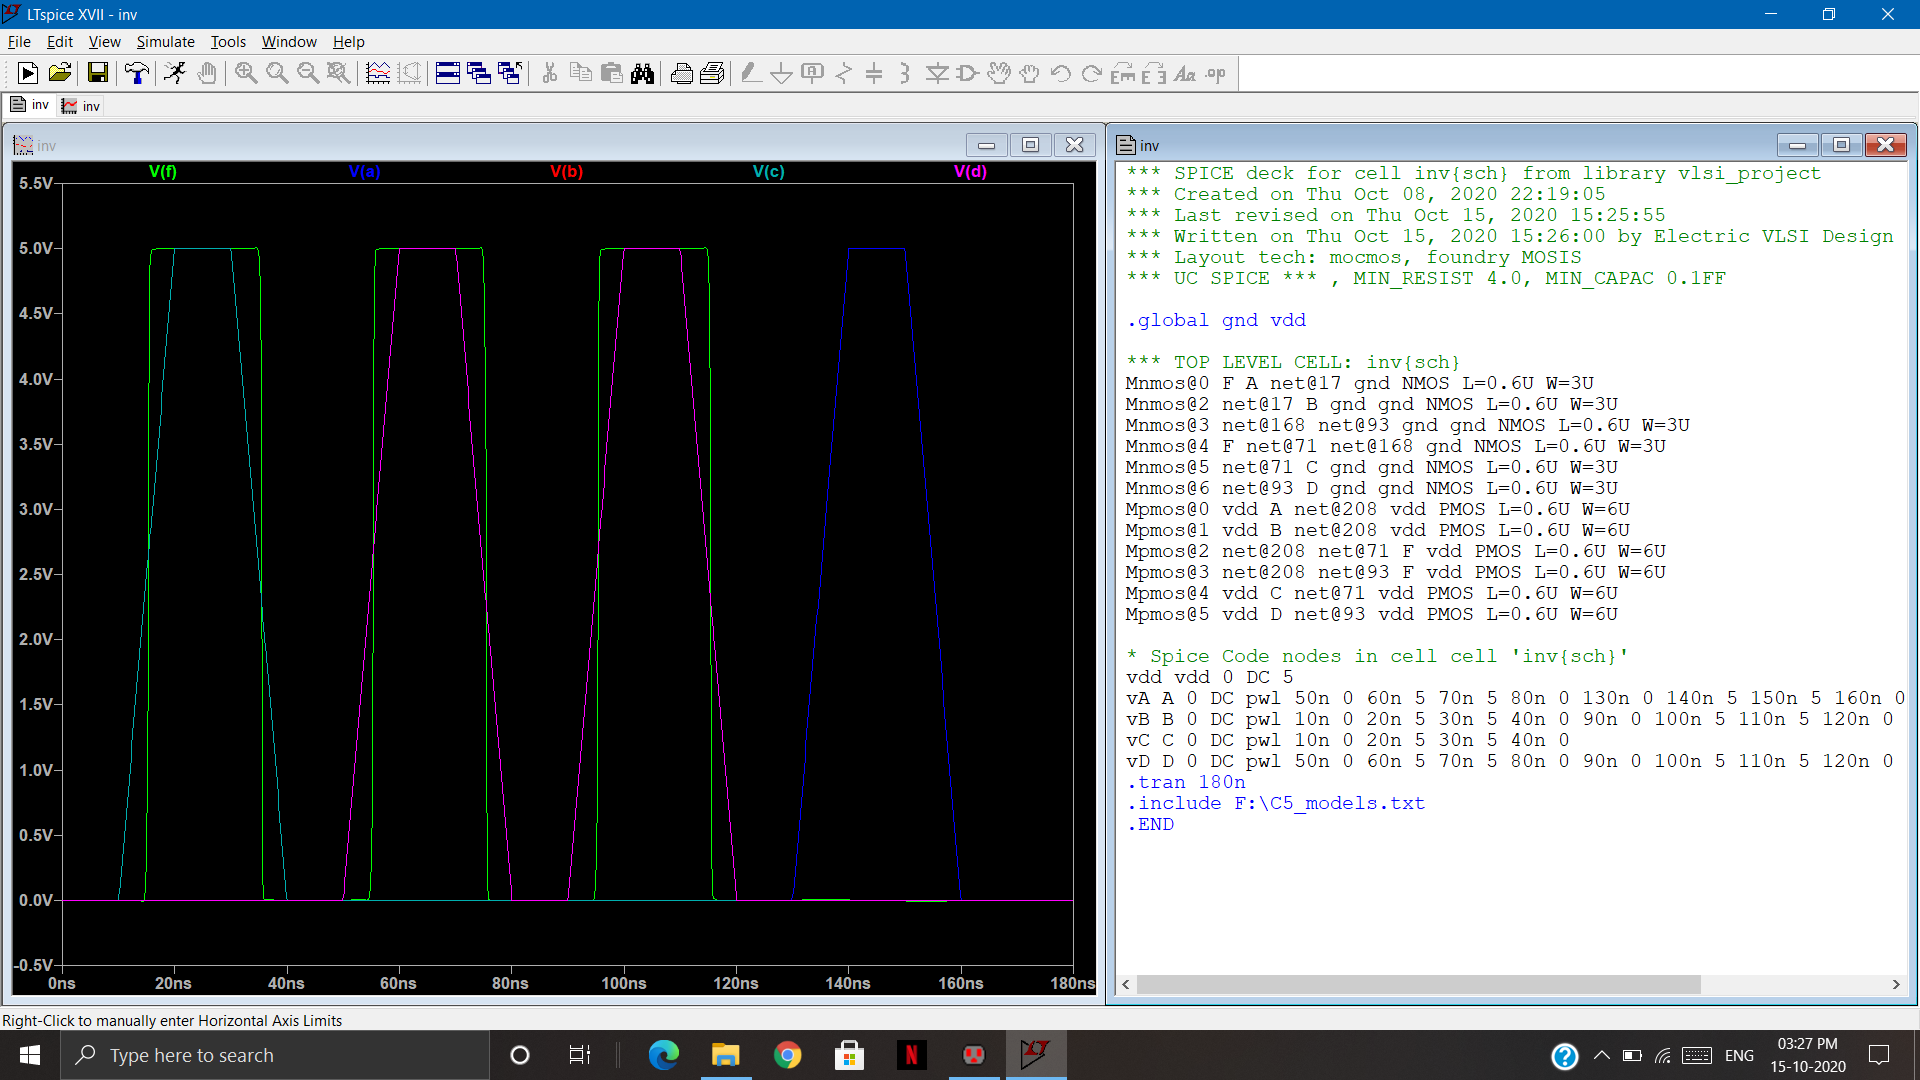 LTspice XVII - inv
File Edit View Simulate Tools Window Help
inv inv
inv
V(f) V(a) V(b) V(c) V(d)
5.5V
5.0V
4.5V
4.0V
3.5V
3.0V
2.5V
2.0V
1.5V
1.0V
0.5V
0.0V
-0.5V
0ns 20ns 40ns 60ns 80ns 100ns 120ns 140ns 160ns 180ns
inv
*** SPICE deck for cell inv{sch} from library vlsi_project
*** Created on Thu Oct 08, 2020 22:19:05
*** Last revised on Thu Oct 15, 2020 15:25:55
*** Written on Thu Oct 15, 2020 15:26:00 by Electric VLSI Design
*** Layout tech: mocmos, foundry MOSIS
*** UC SPICE *** , MIN_RESIST 4.0, MIN_CAPAC 0.1FF
.global gnd vdd
*** TOP LEVEL CELL: inv{sch}
Mnmos@0 F A net@17 gnd NMOS L=0.6U W=3U
Mnmos@2 net@17 B gnd gnd NMOS L=0.6U W=3U
Mnmos@3 net@168 net@93 gnd gnd NMOS L=0.6U W=3U
Mnmos@4 F net@71 net@168 gnd NMOS L=0.6U W=3U
Mnmos@5 net@71 C gnd gnd NMOS L=0.6U W=3U
Mnmos@6 net@93 D gnd gnd NMOS L=0.6U W=3U
Mpmos@0 vdd A net@208 vdd PMOS L=0.6U W=6U
Mpmos@1 vdd B net@208 vdd PMOS L=0.6U W=6U
Mpmos@2 net@208 net@71 F vdd PMOS L=0.6U W=6U
Mpmos@3 net@208 net@93 F vdd PMOS L=0.6U W=6U
Mpmos@4 vdd C net@71 vdd PMOS L=0.6U W=6U
Mpmos@5 vdd D net@93 vdd PMOS L=0.6U W=6U
* Spice Code nodes in cell cell 'inv{sch}'
vdd vdd 0 DC 5
vA A 0 DC pwl 50n 0 60n 5 70n 5 80n 0 130n 0 140n 5 150n 5 160n 0
vB B 0 DC pwl 10n 0 20n 5 30n 5 40n 0 90n 0 100n 5 110n 5 120n 0
vC C 0 DC pwl 10n 0 20n 5 30n 5 40n 0
vD D 0 DC pwl 50n 0 60n 5 70n 5 80n 0 90n 0 100n 5 110n 5 120n 0
.tran 180n
.include F:\C5_models.txt
.END
Right-Click to manually enter Horizontal Axis Limits
Type here to search
ENG
03:27 PM
15-10-2020